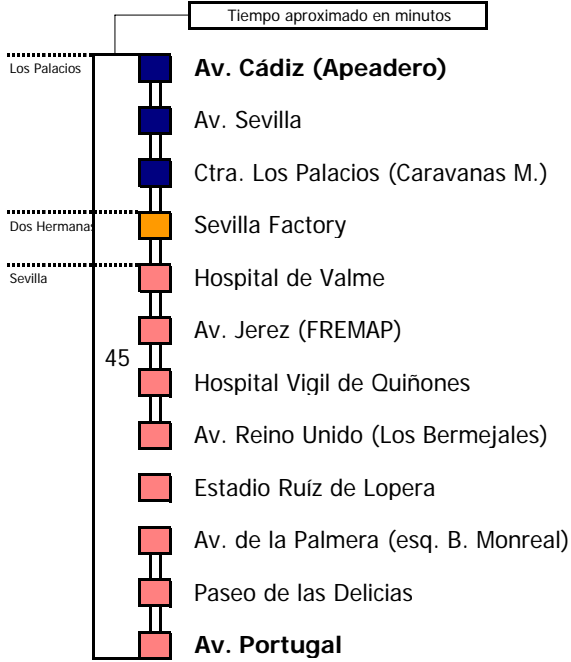 Tiempo aproximado en minutos
Los Palacios
Av. Cádiz (Apeadero)
Av. Sevilla
Ctra. Los Palacios (Caravanas M.)
Dos Hermanas
Sevilla Factory
Sevilla
Hospital de Valme
Av. Jerez (FREMAP)
45
Hospital Vigil de Quiñones
Av. Reino Unido (Los Bermejales)
Estadio Ruíz de Lopera
Av. de la Palmera (esq. B. Monreal)
Paseo de las Delicias
Av. Portugal